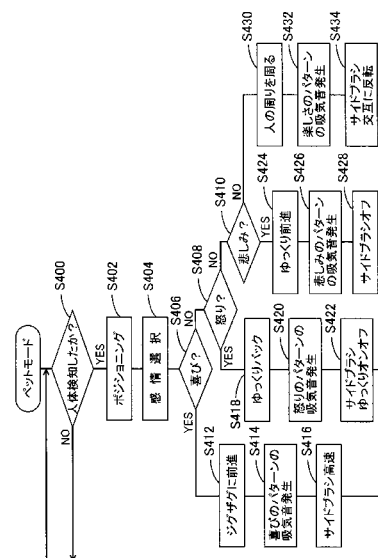 ペットモード
S400
人体検知したか？
NO
YES
S402
ポジショニング
S404
感情選択
S406
喜び？
YES
NO
S408
怒り？
YES
NO
S410
悲しみ？
YES
NO
S412
ジグザグに前進
S414
喜びのパターン
の吸気音発生
S416
サイドブラシ高速
S418
ゆっくりバック
S420
怒りのパターンの
吸気音発生
S422
サイドブラシ
ゆっくりオンオフ
S424
ゆっくり前進
S426
悲しみのパターン
の吸気音発生
S428
サイドブラシオフ
S430
人の周りを周る
S432
楽しさのパターン
の吸気音発生
S434
サイドブラシ
交互に反転